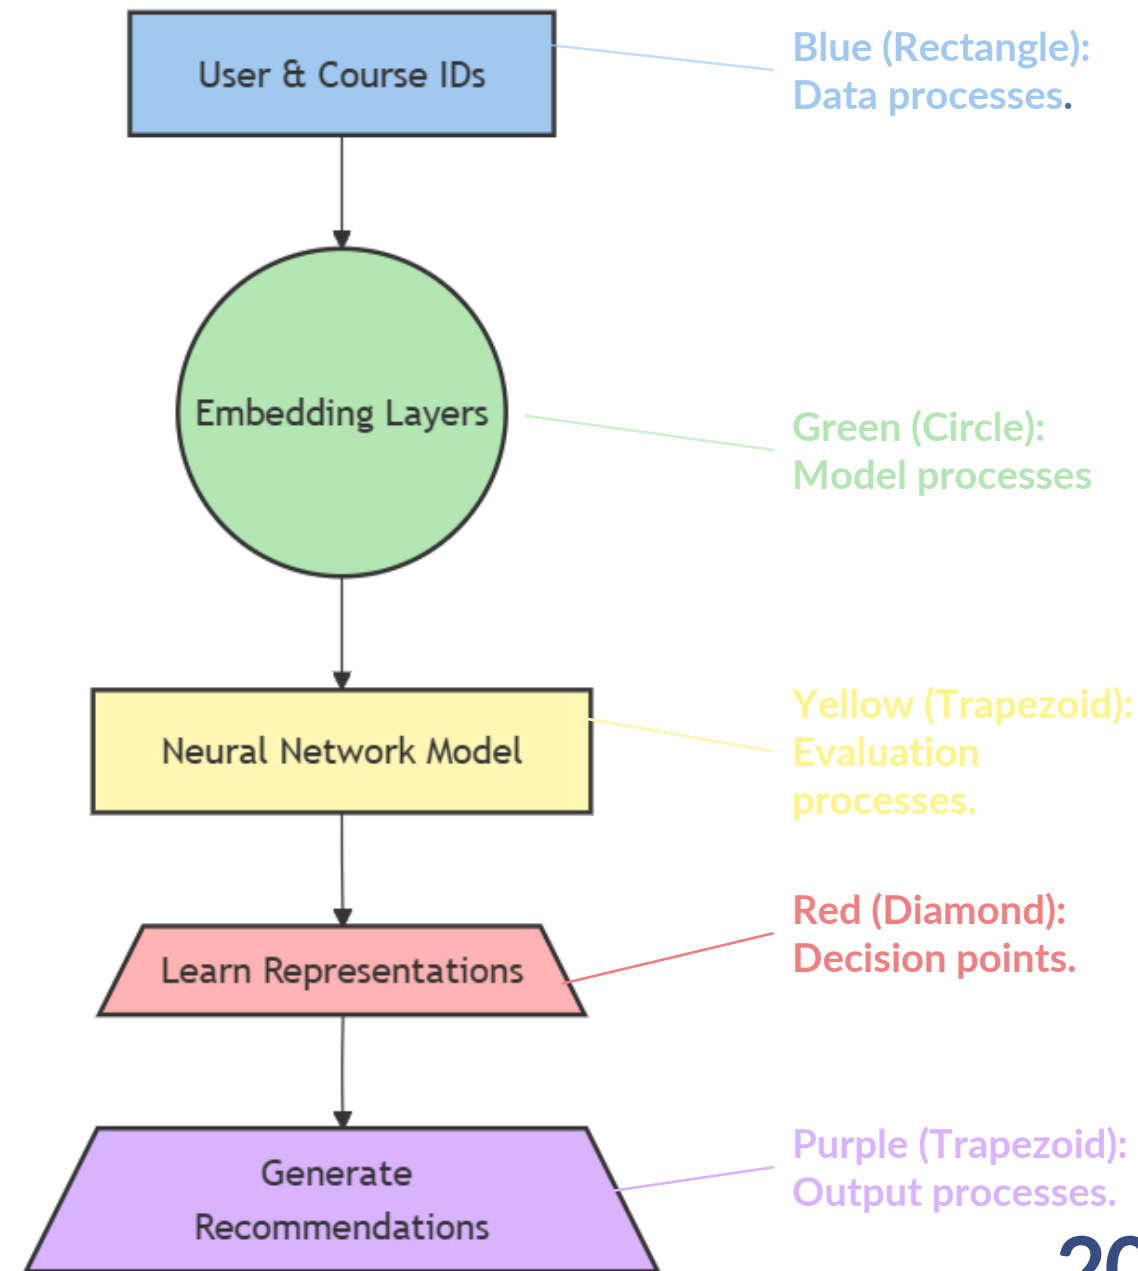 User & Course IDs
Blue (Rectangle):
Data processes.
Embedding Layers
Green (Circle):
Model processes
Neural Network Model
Yellow (Trapezoid):
Evaluation
processes.
Learn Representations
Red (Diamond):
Decision points.
Generate
Recommendations
Purple (Trapezoid):
Output processes.
20